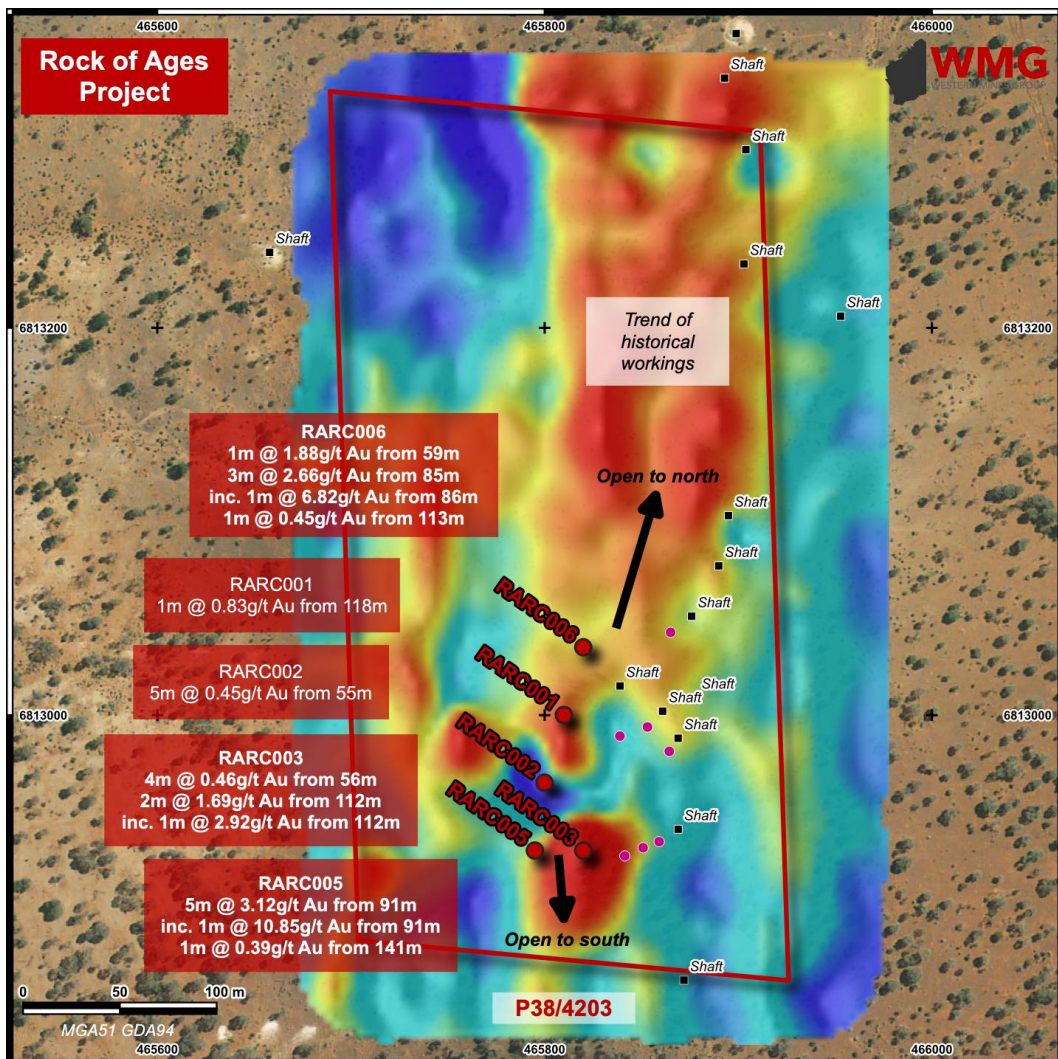 465600
465800
466000
Rock of Ages
Project
WMG
WESTERN MINES GROUP
Shaft
Shaft
Shaft
Shaft
Shaft
6813200
6813200
Trend of
historical
workings
RARC006
1m @ 1.88g/t Au from 59m
3m @ 2.66g/t Au from 85m
inc. 1m @ 6.82g/t Au from 86m
1m @ 0.45g/t Au from 113m
Open to north
Shaft
Shaft
RARC001
1m @ 0.83g/t Au from 118m
RARC006
Shaft
RARC002
5m @ 0.45g/t Au from 55m
RARC001
Shaft
Shaft
Shaft
6813000
6813000
RARC002
RARC003
4m @ 0.46g/t Au from 56m
2m @ 1.69g/t Au from 112m
inc. 1m @ 2.92g/t Au from 112m
RARC003
RARC005
Shaft
RARC005
5m @ 3.12g/t Au from 91m
inc. 1m @ 10.85g/t Au from 91m
1m @ 0.39g/t Au from 141m
Open to south
Shaft
0 50 100 m
MGA51 GDA94
P38/4203
465600
465800
466000